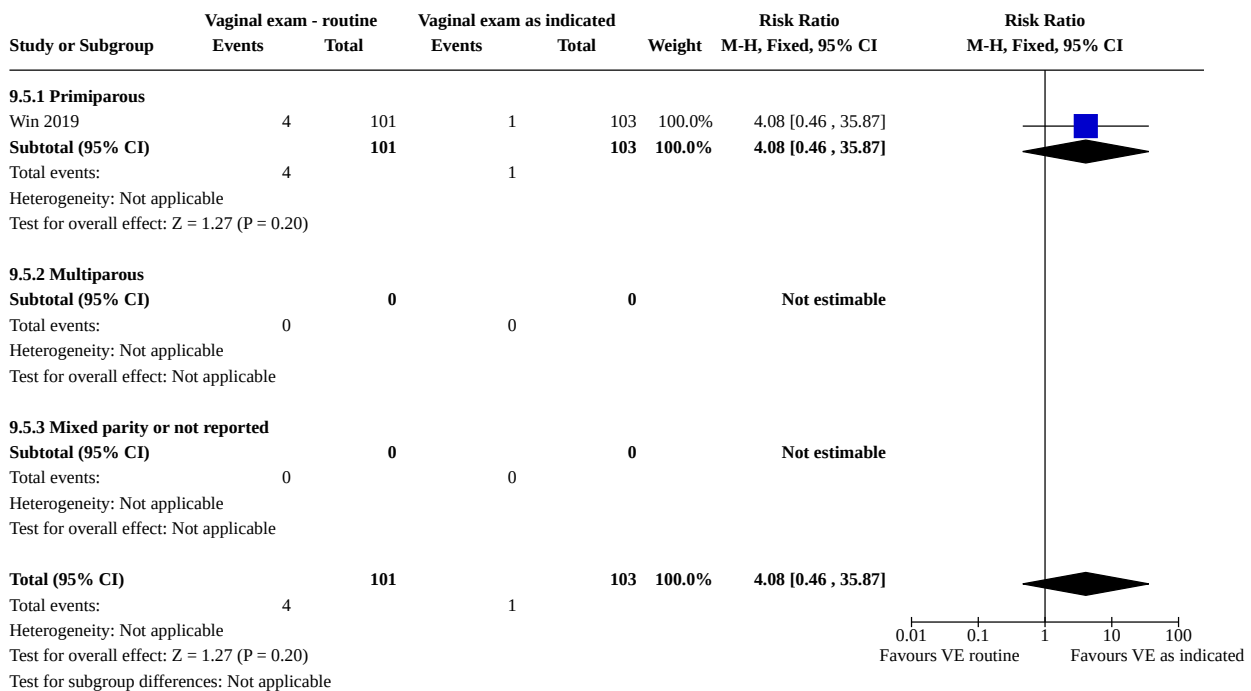 Vaginal exam - routine Vaginal exam as indicated Risk Ratio Risk Ratio
Study or Subgroup Events Total Events Total Weight M-H, Fixed, 95% CI M-H, Fixed, 95% CI
9.5.1 Primiparous
Win 2019 4 101 1 103 100.0% 4.08 [0.46 , 35.87]
Subtotal (95% CI) 101 103 100.0% 4.08 [0.46 , 35.87]
Total events: 4 1
Heterogeneity: Not applicable
Test for overall effect: Z = 1.27 (P = 0.20)
9.5.2 Multiparous
Subtotal (95% CI) 0 0 Not estimable
Total events: 0 0
Heterogeneity: Not applicable
Test for overall effect: Not applicable
9.5.3 Mixed parity or not reported
Subtotal (95% CI) 0 0 Not estimable
Total events: 0 0
Heterogeneity: Not applicable
Test for overall effect: Not applicable
Total (95% CI) 101 103 100.0% 4.08 [0.46 , 35.87]
Total events: 4 1
Heterogeneity: Not applicable 0.01 0.1 1 10 100
Test for overall effect: Z = 1.27 (P = 0.20) Favours VE routine Favours VE as indicated
Test for subgroup differences: Not applicable